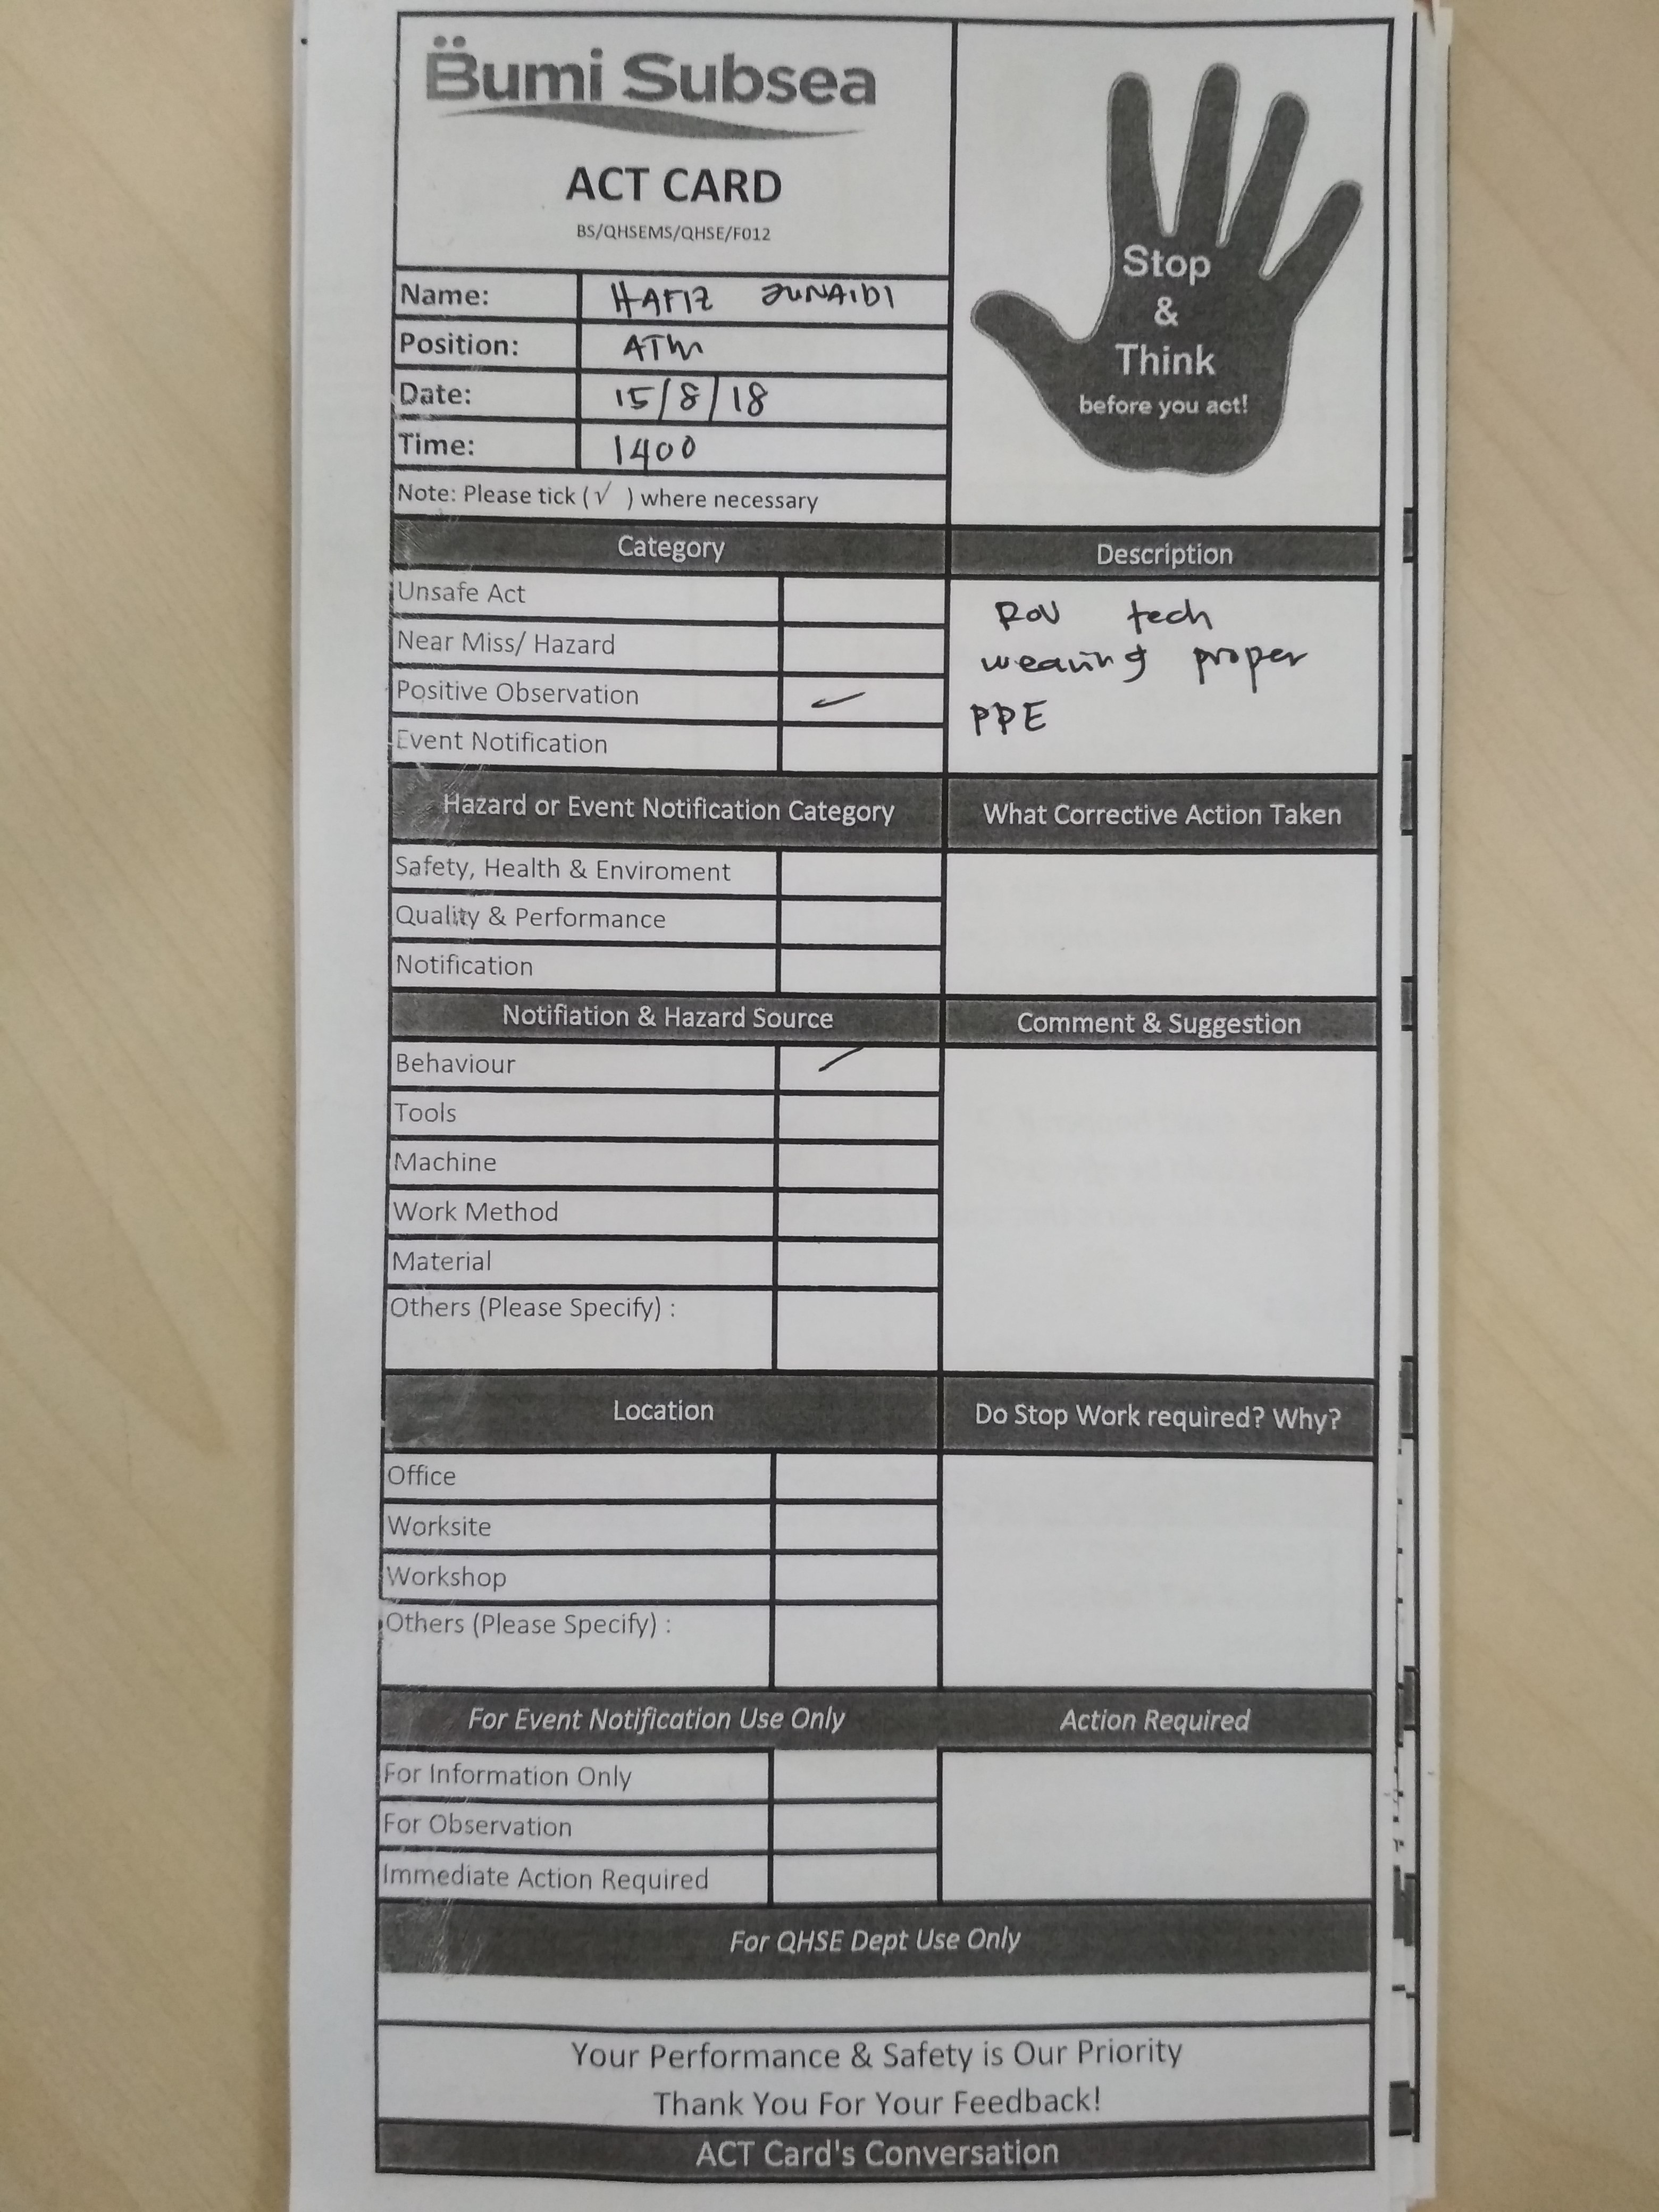 Bumi Subsea
ACT CARD
BS/QHSEMS/QHSE/F012
Stop
&
Think
before you act!
Name: HAFIZ JUNAIDI
Position: ATM
Date: 15/8/18
Time: 1400
Note: Please tick (√ ) where necessary
Category
Description
Unsafe Act
Near Miss/ Hazard
Positive Observation ✓
Event Notification
ROV tech
wearing proper
PPE
Hazard or Event Notification Category
What Corrective Action Taken
Safety, Health & Enviroment
Quality & Performance
Notification
Notifiation & Hazard Source
Comment & Suggestion
Behaviour /
Tools
Machine
Work Method
Material
Others (Please Specify) :
Location
Do Stop Work required? Why?
Office
Worksite
Workshop
Others (Please Specify) :
For Event Notification Use Only
Action Required
For Information Only
For Observation
Immediate Action Required
For QHSE Dept Use Only
Your Performance & Safety is Our Priority
Thank You For Your Feedback!
ACT Card's Conversation